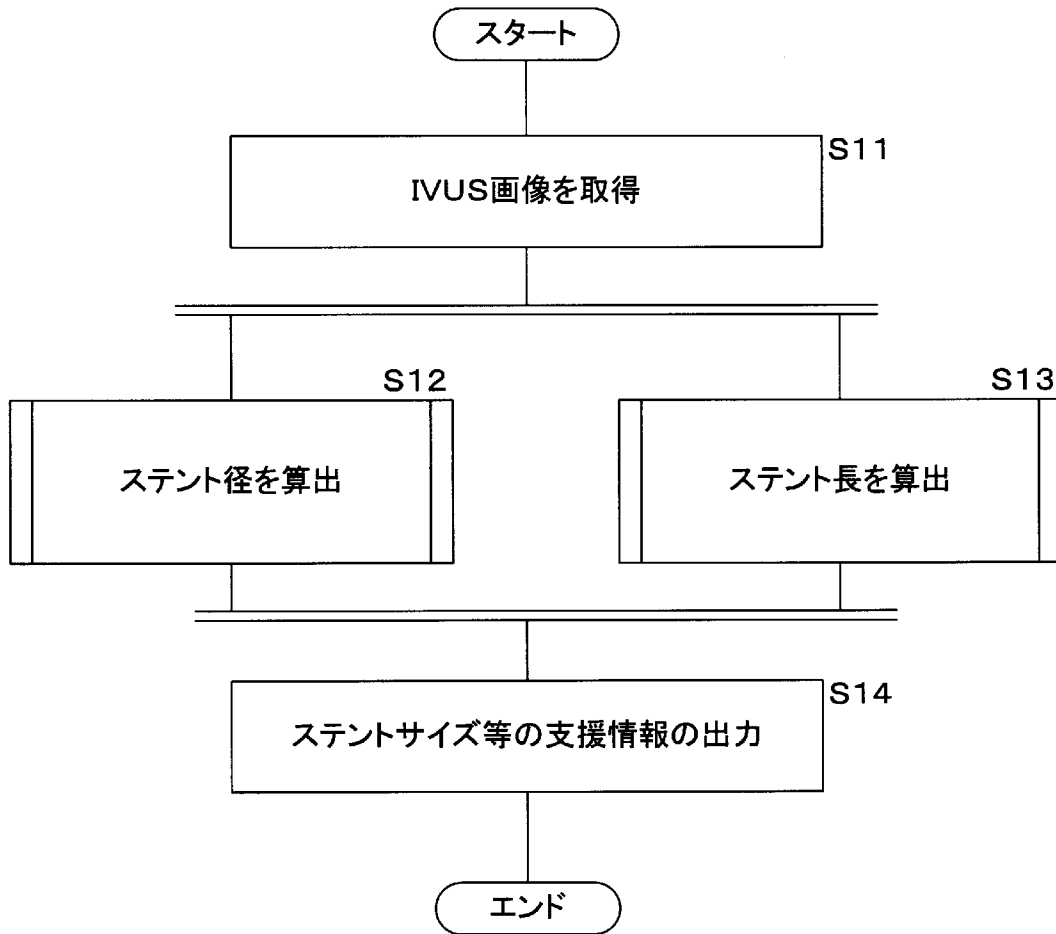 スタート
S11
IVUS画像を取得
S12
ステント径を算出
S13
ステント長を算出
S14
ステントサイズ等の支援情報の出力
エンド